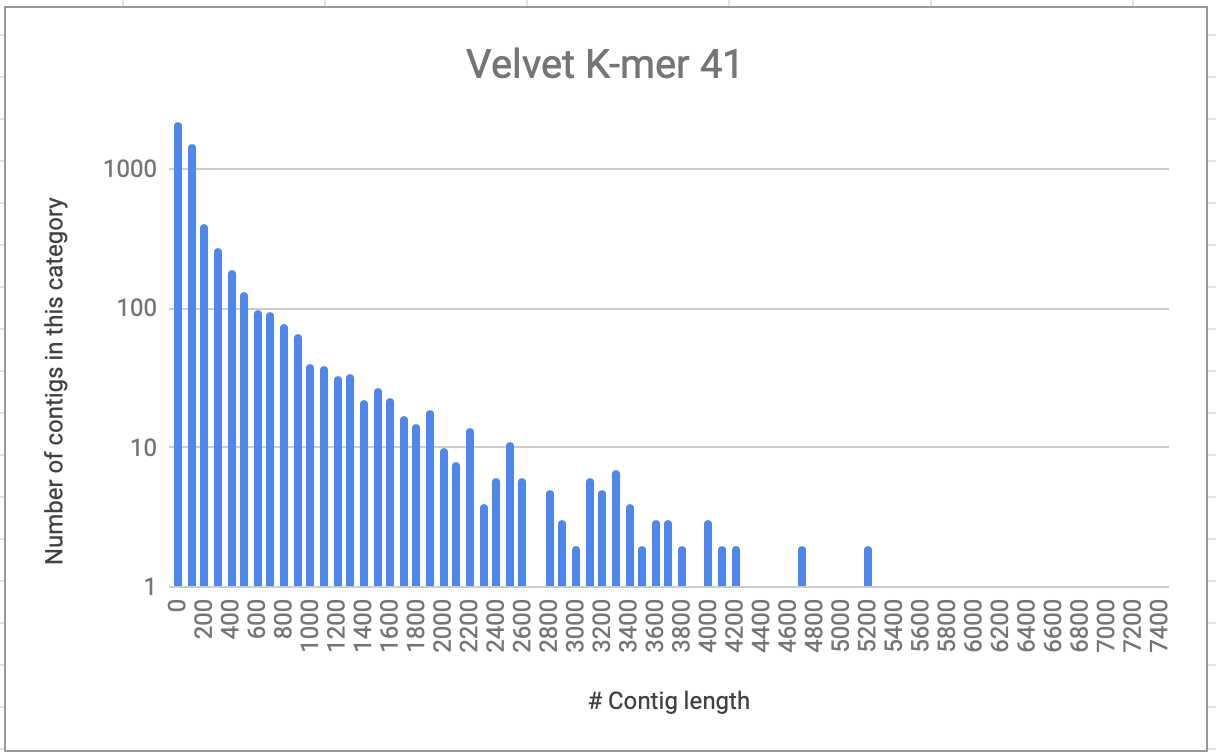 Velvet K-mer 41
Number of contigs in this category
1000
100
10
1
0 200 400 600 800 1000 1200 1400 1600 1800 2000 2200 2400 2600 2800 3000 3200 3400 3600 3800 4000 4200 4400 4600 4800 5000 5200 5400 5600 5800 6000 6200 6400 6600 6800 7000 7200 7400
# Contig length